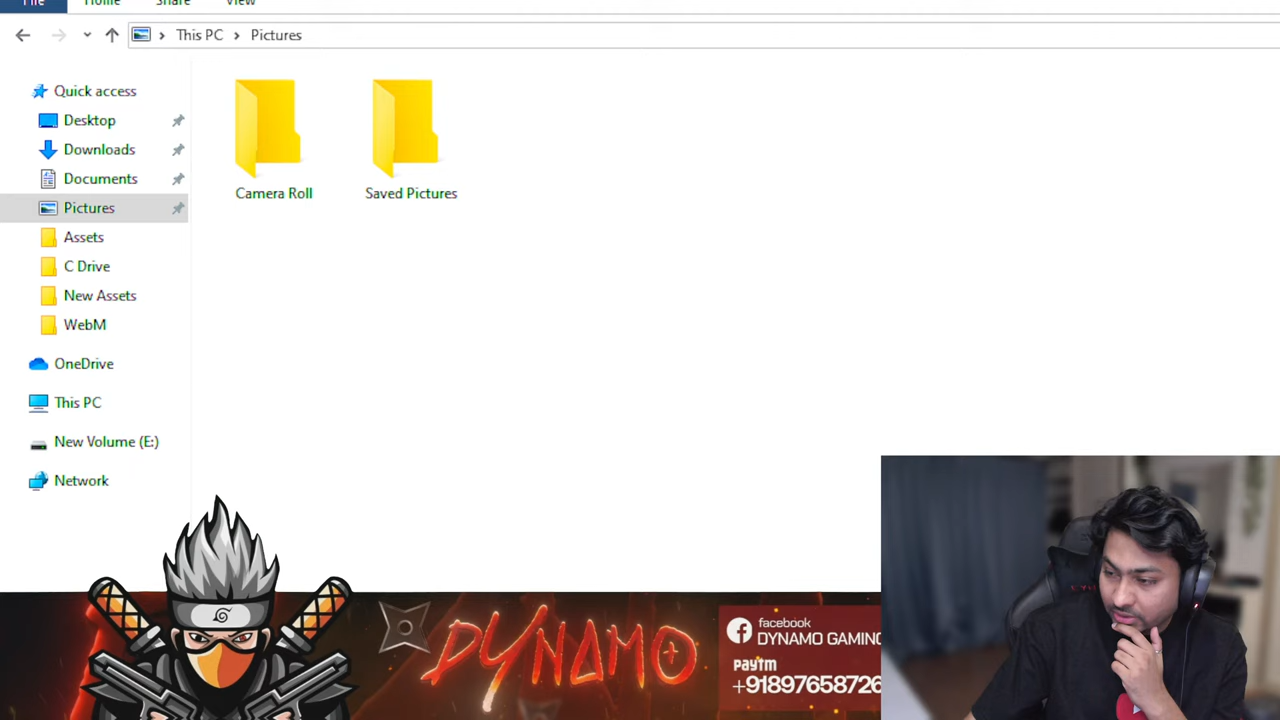 File Home Share View
This PC Pictures
Quick access
Desktop
Downloads
Documents
Pictures
Assets
C Drive
New Assets
WebM
OneDrive
This PC
New Volume (E:)
Network
Camera Roll Saved Pictures
DYNAMO
facebook
DYNAMO GAMING
paytm
+91897658726